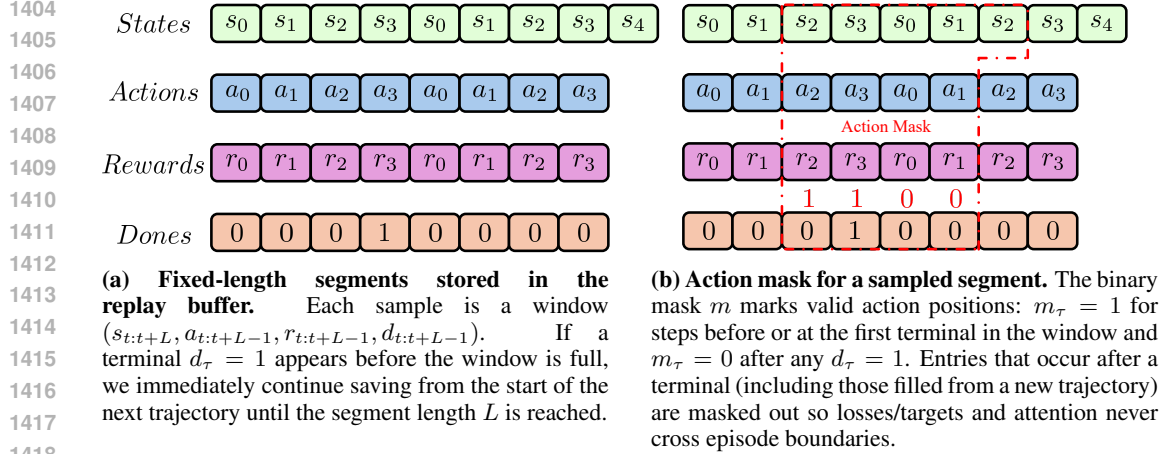 1404
1405
1406
1407
1408
1409
1410
1411
1412
1413
1414
1415
1416
1417
1418
States s0 s1 s2 s3 s0 s1 s2 s3 s4
Actions a0 a1 a2 a3 a0 a1 a2 a3
Rewards r0 r1 r2 r3 r0 r1 r2 r3
Dones 0 0 0 1 0 0 0 0
(a) Fixed-length segments stored in the
replay buffer. Each sample is a window
(s_{t:t+L}, a_{t:t+L−1}, r_{t:t+L−1}, d_{t:t+L−1}). If a
terminal d_τ = 1 appears before the window is full,
we immediately continue saving from the start of the
next trajectory until the segment length L is reached.
s0 s1 s2 s3 s0 s1 s2 s3 s4
a0 a1 a2 a3 a0 a1 a2 a3
Action Mask
r0 r1 r2 r3 r0 r1 r2 r3
1 1 0 0
0 0 0 1 0 0 0 0
(b) Action mask for a sampled segment. The binary
mask m marks valid action positions: m_τ = 1 for
steps before or at the first terminal in the window and
m_τ = 0 after any d_τ = 1. Entries that occur after a
terminal (including those filled from a new trajectory)
are masked out so losses/targets and attention never
cross episode boundaries.